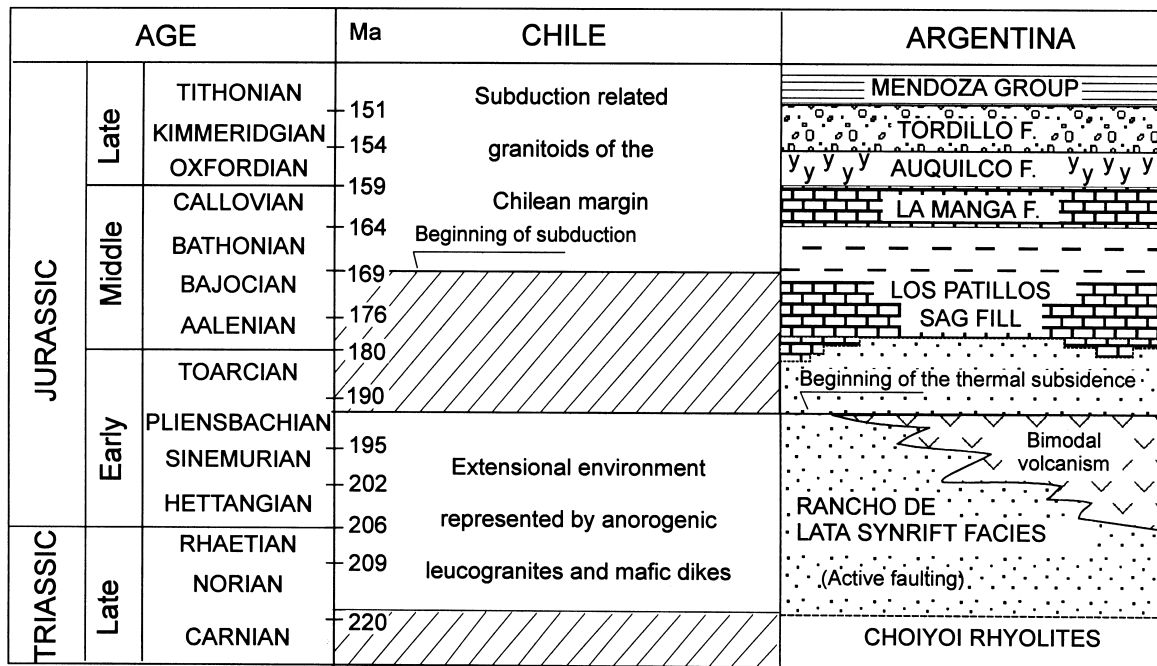 AGE
Ma
CHILE
ARGENTINA
JURASSIC
TRIASSIC
Late
Middle
Early
Late
TITHONIAN
KIMMERIDGIAN
OXFORDIAN
CALLOVIAN
BATHONIAN
BAJOCIAN
AALENIAN
TOARCIAN
PLIENSBACHIAN
SINEMURIAN
HETTANGIAN
RHAETIAN
NORIAN
CARNIAN
151
154
159
164
169
176
180
190
195
202
206
209
220
Subduction related
granitoids of the
Chilean margin
Beginning of subduction
Extensional environment
represented by anorogenic
leucogranites and mafic dikes
MENDOZA GROUP
TORDILLO F.
AUQUILCO F.
LA MANGA F.
LOS PATILLOS
SAG FILL
Beginning of the thermal subsidence
Bimodal
volcanism
RANCHO DE
LATA SYNRIFT FACIES
(Active faulting)
CHOIYOI RHYOLITES